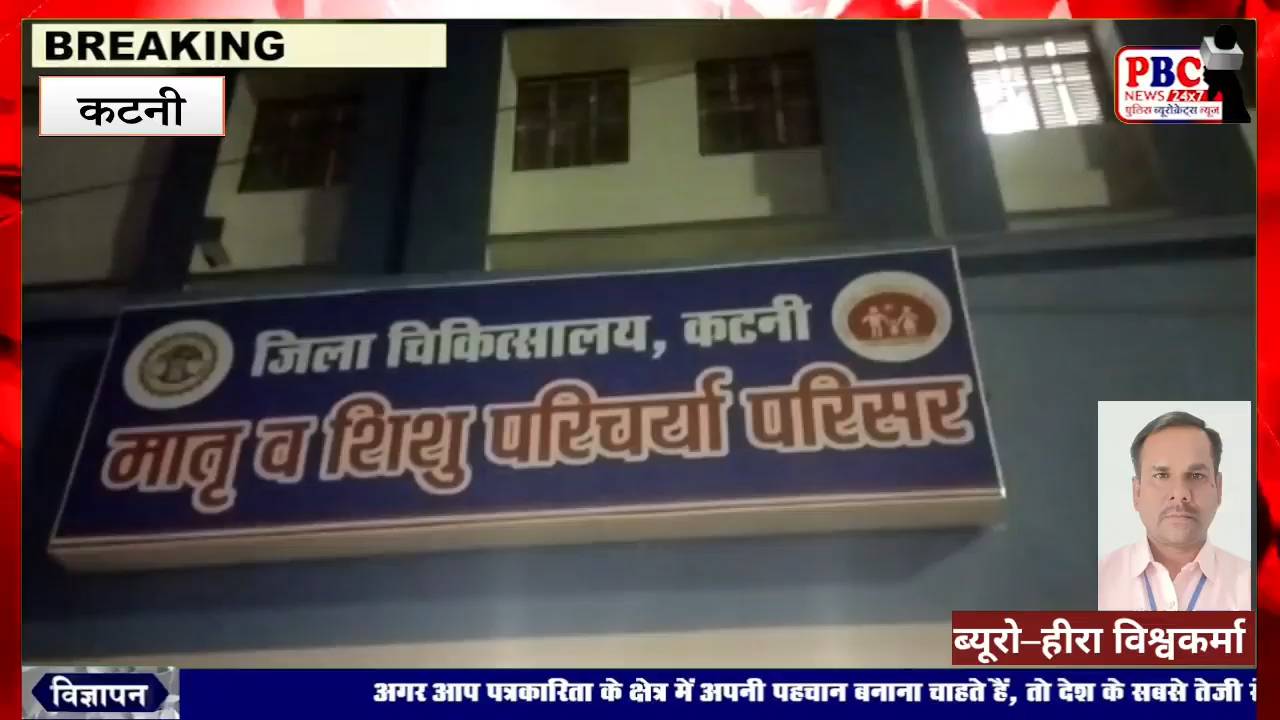 BREAKING
कटनी
PBC
NEWS 24x7
पुलिस ब्यूरोक्रेट्स न्यूज
जिला चिकित्सालय, कटनी
मातृ व शिशु परिचर्या परिसर
ब्यूरो–हीरा विश्वकर्मा
विज्ञापन
अगर आप पत्रकारिता के क्षेत्र में अपनी पहचान बनाना चाहते हैं, तो देश के सबसे तेजी